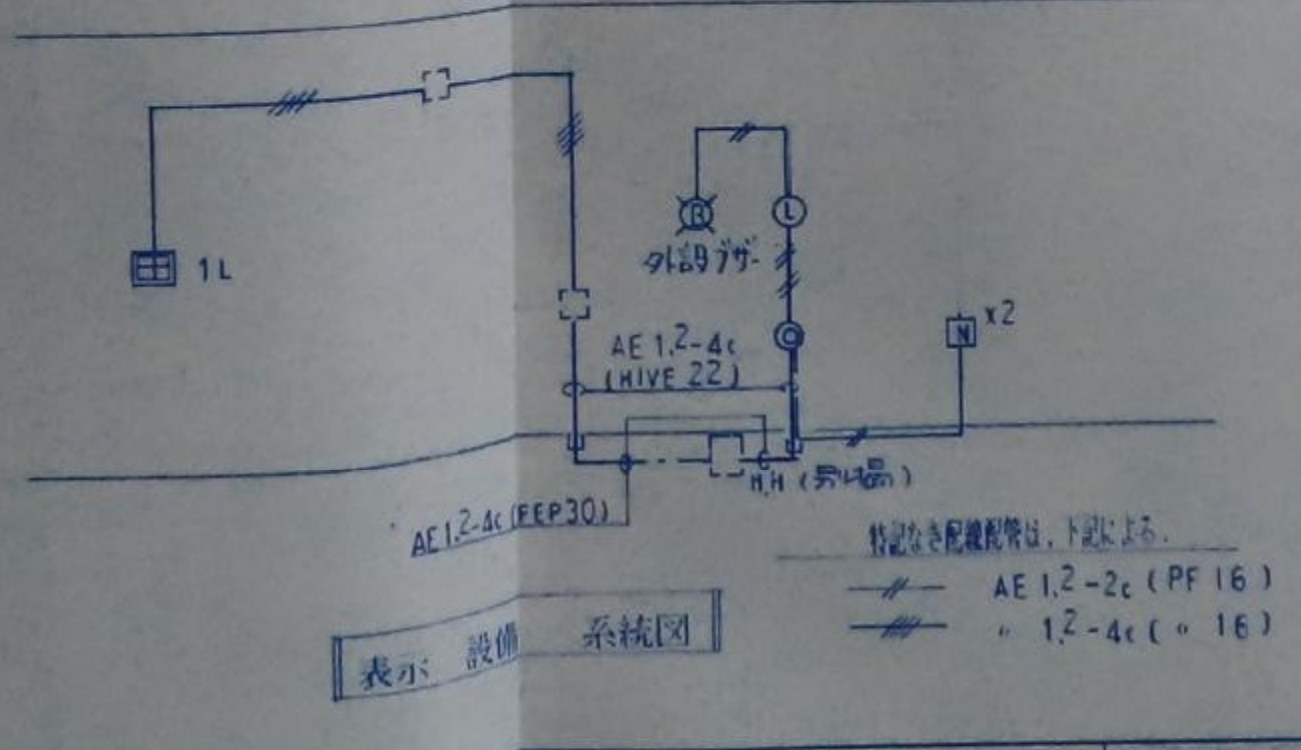 1L
B
L
外部ブザー
N x2
AE 1.2-4c
(HIVE 22)
H.H (別途品)
AE 1.2-4c (FEP30)
特記なき配線配管は、下記による.
AE 1.2-2c (PF 16)
〃 1.2-4c (〃 16)
表示 設備 系統図